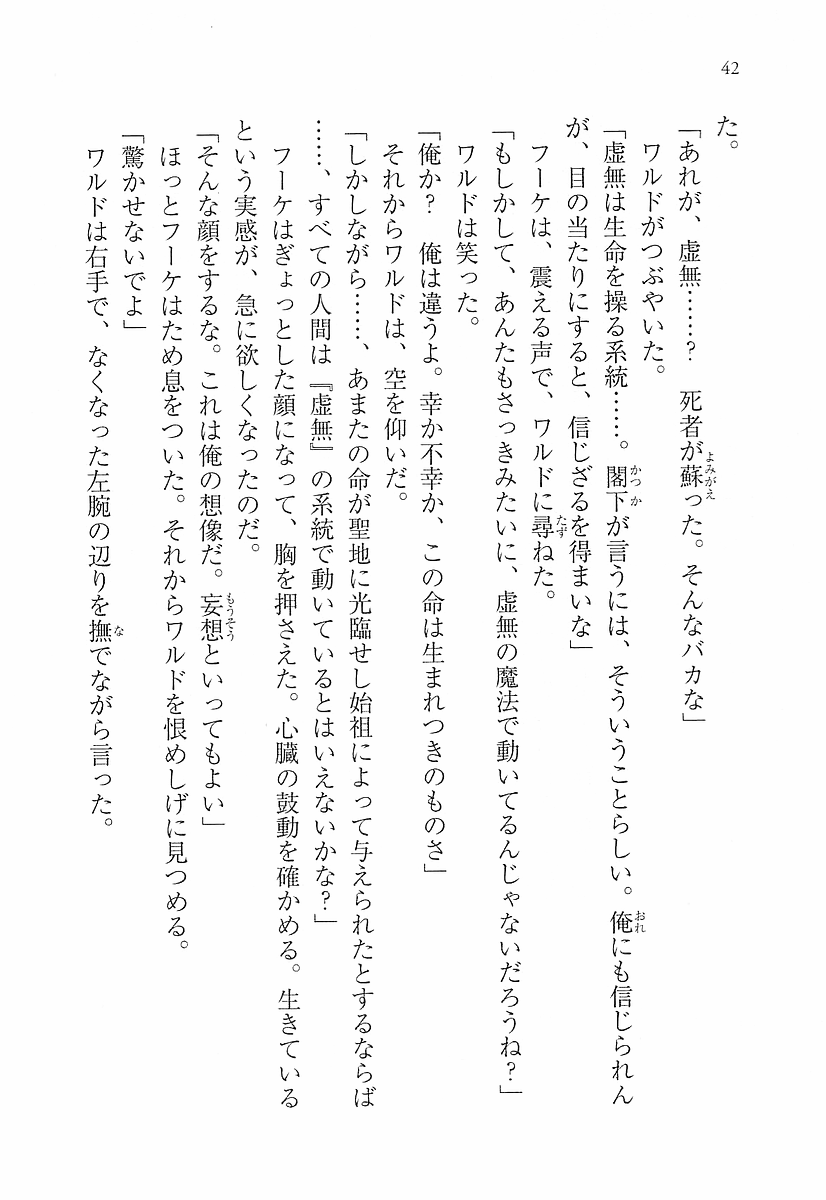 42
た。
「あれが、虚無……？　死者が蘇った。そんなバカな」
ワルドがつぶやいた。
「虚無は生命を操る系統……。閣下が言うには、そういうことらしい。俺にも信じられん
が、目の当たりにすると、信じざるを得まいな」
フーケは、震える声で、ワルドに尋ねた。
「もしかして、あんたもさっきみたいに、虚無の魔法で動いてるんじゃないだろうね？」
ワルドは笑った。
「俺か？　俺は違うよ。幸か不幸か、この命は生まれつきのものさ」
それからワルドは、空を仰いだ。
「しかしながら……、あまたの命が聖地に光臨せし始祖によって与えられたとするならば
……、すべての人間は『虚無』の系統で動いているとはいえないかな？」
フーケはぎょっとした顔になって、胸を押さえた。心臓の鼓動を確かめる。生きている
という実感が、急に欲しくなったのだ。
「そんな顔をするな。これは俺の想像だ。妄想といってもよい」
ほっとフーケはため息をついた。それからワルドを恨めしげに見つめる。
「驚かせないでよ」
ワルドは右手で、なくなった左腕の辺りを撫でながら言った。